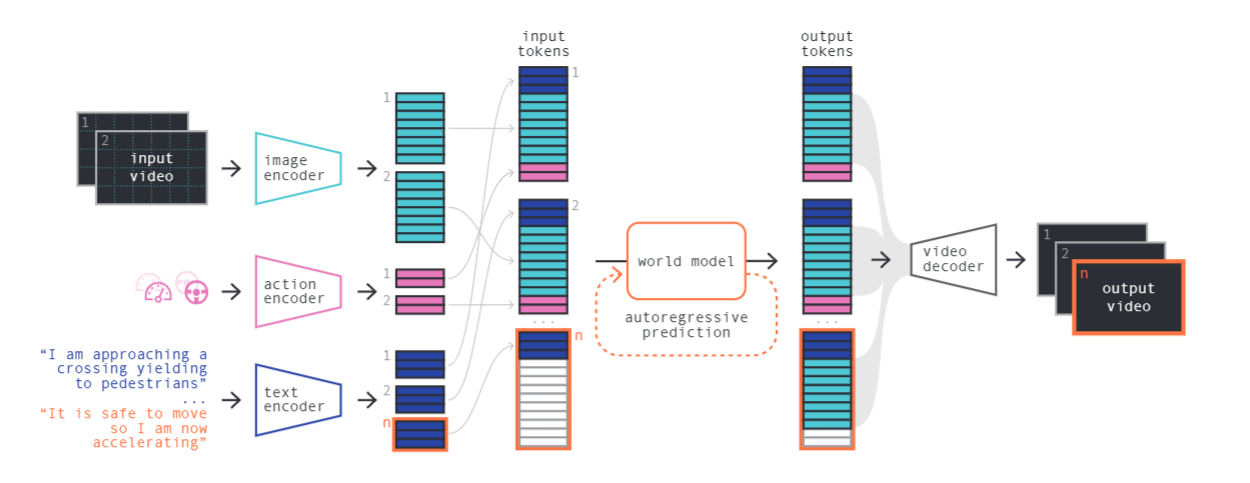 input
tokens
output
tokens
1
2
input
video
image
encoder
1
2
action
encoder
1
2
“I am approaching a
crossing yielding
to pedestrians”
...
“It is safe to move
so I am now
accelerating”
text
encoder
1
2
n
1
2
...
n
world model
autoregressive
prediction
...
video
decoder
1
2
n
output
video